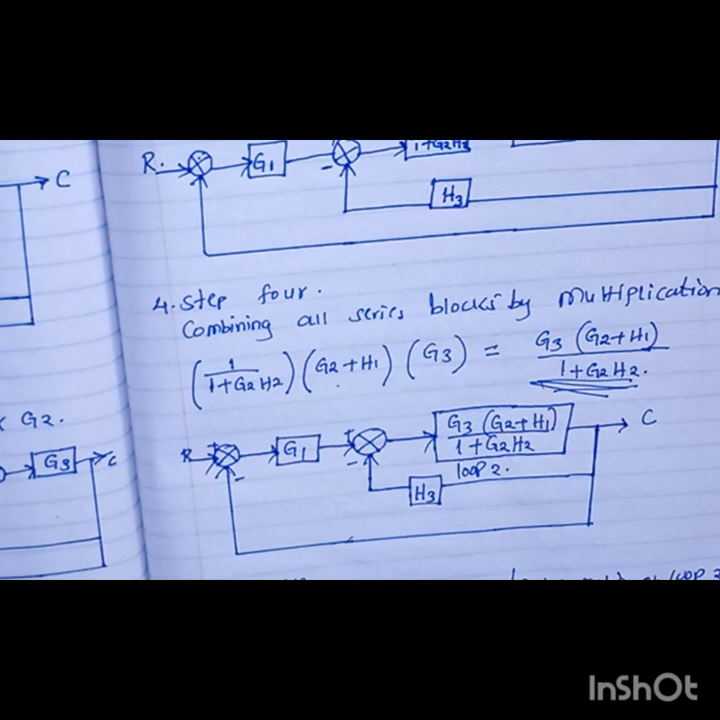 R.
G1
1+G2H2
C
H3
4. Step four.
Combining all series blocks by multiplication
(1/1+G2H2) (G2+H1) (G3) = G3 (G2+H1)/1+G2H2.
G2.
R + G1 + G3 (G2+H1)/1+G2H2 C
- -
G3 C
loop 2.
H3
loop
InShOt